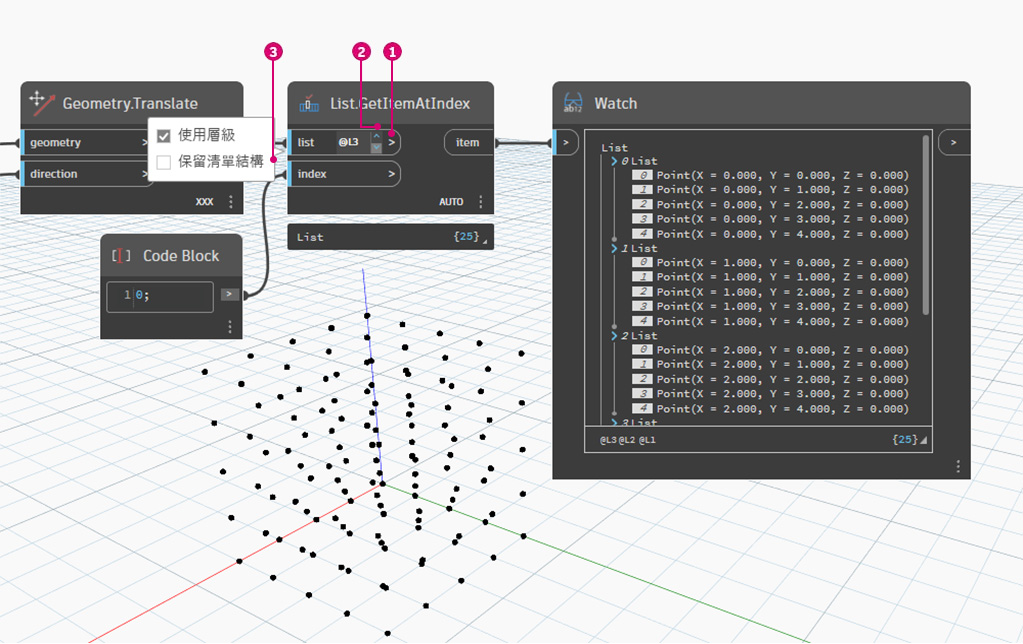 3
2
1
Geometry.Translate
geometry >
direction >
XXX
使用層級
保留清單結構
List.GetItemAtIndex
list @L3 >
item
index >
AUTO
List {25}
[ ] Code Block
1 0; >
ab12 Watch
> >
List
0 List
0 Point(X = 0.000, Y = 0.000, Z = 0.000)
1 Point(X = 0.000, Y = 1.000, Z = 0.000)
2 Point(X = 0.000, Y = 2.000, Z = 0.000)
3 Point(X = 0.000, Y = 3.000, Z = 0.000)
4 Point(X = 0.000, Y = 4.000, Z = 0.000)
1 List
0 Point(X = 1.000, Y = 0.000, Z = 0.000)
1 Point(X = 1.000, Y = 1.000, Z = 0.000)
2 Point(X = 1.000, Y = 2.000, Z = 0.000)
3 Point(X = 1.000, Y = 3.000, Z = 0.000)
4 Point(X = 1.000, Y = 4.000, Z = 0.000)
2 List
0 Point(X = 2.000, Y = 0.000, Z = 0.000)
1 Point(X = 2.000, Y = 1.000, Z = 0.000)
2 Point(X = 2.000, Y = 2.000, Z = 0.000)
3 Point(X = 2.000, Y = 3.000, Z = 0.000)
4 Point(X = 2.000, Y = 4.000, Z = 0.000)
3 List
@L3 @L2 @L1 {25}